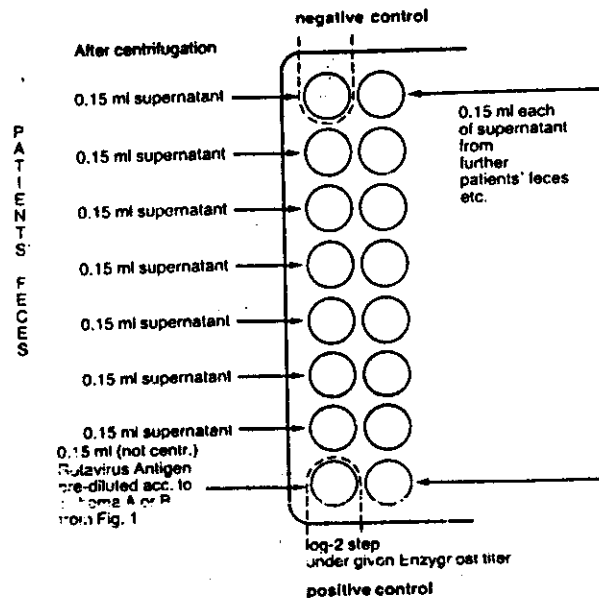 negative control
After centrifugation
0.15 ml supernatant
0.15 ml supernatant
0.15 ml supernatant
0.15 ml supernatant
0.15 ml supernatant
0.15 ml supernatant
0.15 ml supernatant
0.15 ml (not centr.)
Rotavirus Antigen
pre-diluted acc. to
A or B
from Fig. 1
PATIENTS' FECES
0.15 ml each
of supernatant
from
further
patients' feces
etc.
log-2 step
under given titer
positive control